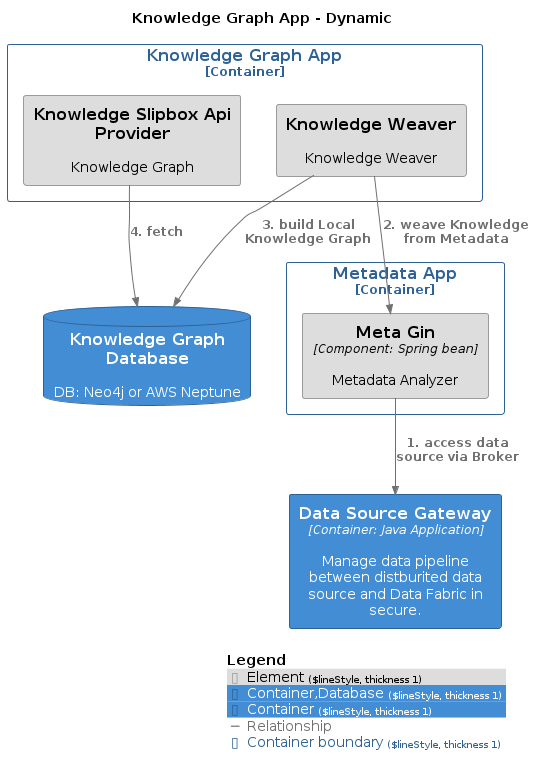 Knowledge Graph App - Dynamic
Knowledge Graph App
[Container]
Knowledge Slipbox Api
Provider
Knowledge Graph
Knowledge Weaver
Knowledge Weaver
4. fetch
3. build Local
Knowledge Graph
2. weave Knowledge
from Metadata
Metadata App
[Container]
Knowledge Graph
Database
DB: Neo4j or AWS Neptune
Meta Gin
[Component: Spring bean]
Metadata Analyzer
1. access data
source via Broker
Data Source Gateway
[Container: Java Application]
Manage data pipeline
between distburited data
source and Data Fabric in
secure.
Legend
Element ($lineStyle, thickness 1)
Container,Database ($lineStyle, thickness 1)
Container ($lineStyle, thickness 1)
Relationship
Container boundary ($lineStyle, thickness 1)